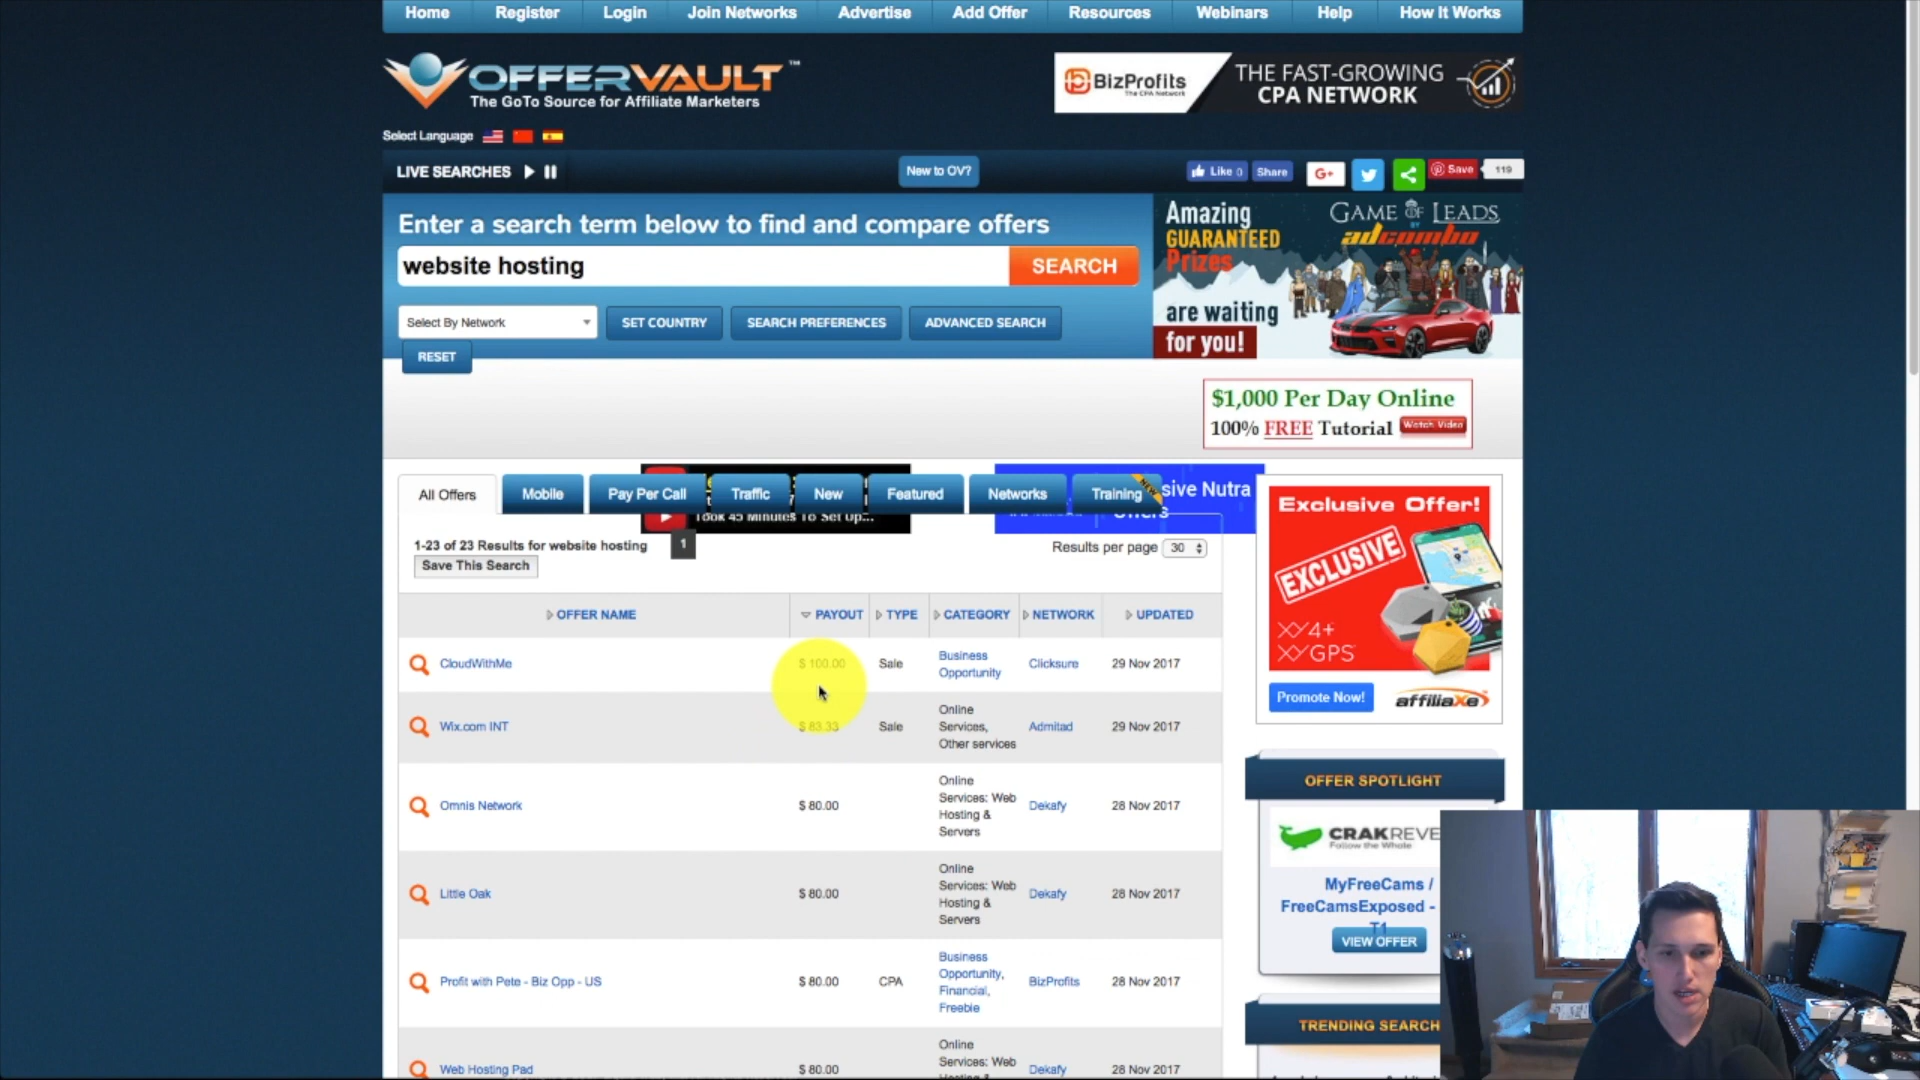 Home Register Login Join Networks Advertise Add Offer Resources Webinars Help How It Works
OFFERVAULT ™
The GoTo Source for Affiliate Marketers
BizProfits
The CPA Network
THE FAST-GROWING
CPA NETWORK
Select Language
LIVE SEARCHES
New to OV?
Like 0 Share G+ Save 119
Enter a search term below to find and compare offers
website hosting SEARCH
Select By Network SET COUNTRY SEARCH PREFERENCES ADVANCED SEARCH
RESET
Amazing
GUARANTEED
Prizes
are waiting
for you!
GAME OF LEADS
BY
adcombo
$1,000 Per Day Online
100% FREE Tutorial Watch Video
All Offers Mobile Pay Per Call Traffic New Featured Networks Training NEW
sive Nutra
Took 45 Minutes To Set Up...
Offers
1-23 of 23 Results for website hosting 1
Results per page 30
Save This Search
OFFER NAME PAYOUT TYPE CATEGORY NETWORK UPDATED
CloudWithMe $ 100.00 Sale Business Opportunity Clicksure 29 Nov 2017
Wix.com INT $ 83.33 Sale Online Services, Other services Admitad 29 Nov 2017
Omnis Network $ 80.00 Online Services: Web Hosting & Servers Dekafy 28 Nov 2017
Little Oak $ 80.00 Online Services: Web Hosting & Servers Dekafy 28 Nov 2017
Profit with Pete - Biz Opp - US $ 80.00 CPA Business Opportunity, Financial, Freebie BizProfits 28 Nov 2017
Web Hosting Pad $ 80.00 Online Services: Web Dekafy 28 Nov 2017
Exclusive Offer!
EXCLUSIVE
4+
GPS
Promote Now! affiliaXe
OFFER SPOTLIGHT
CRAKREVE
Follow the Whale
MyFreeCams /
FreeCamsExposed -
T1
VIEW OFFER
TRENDING SEARCH